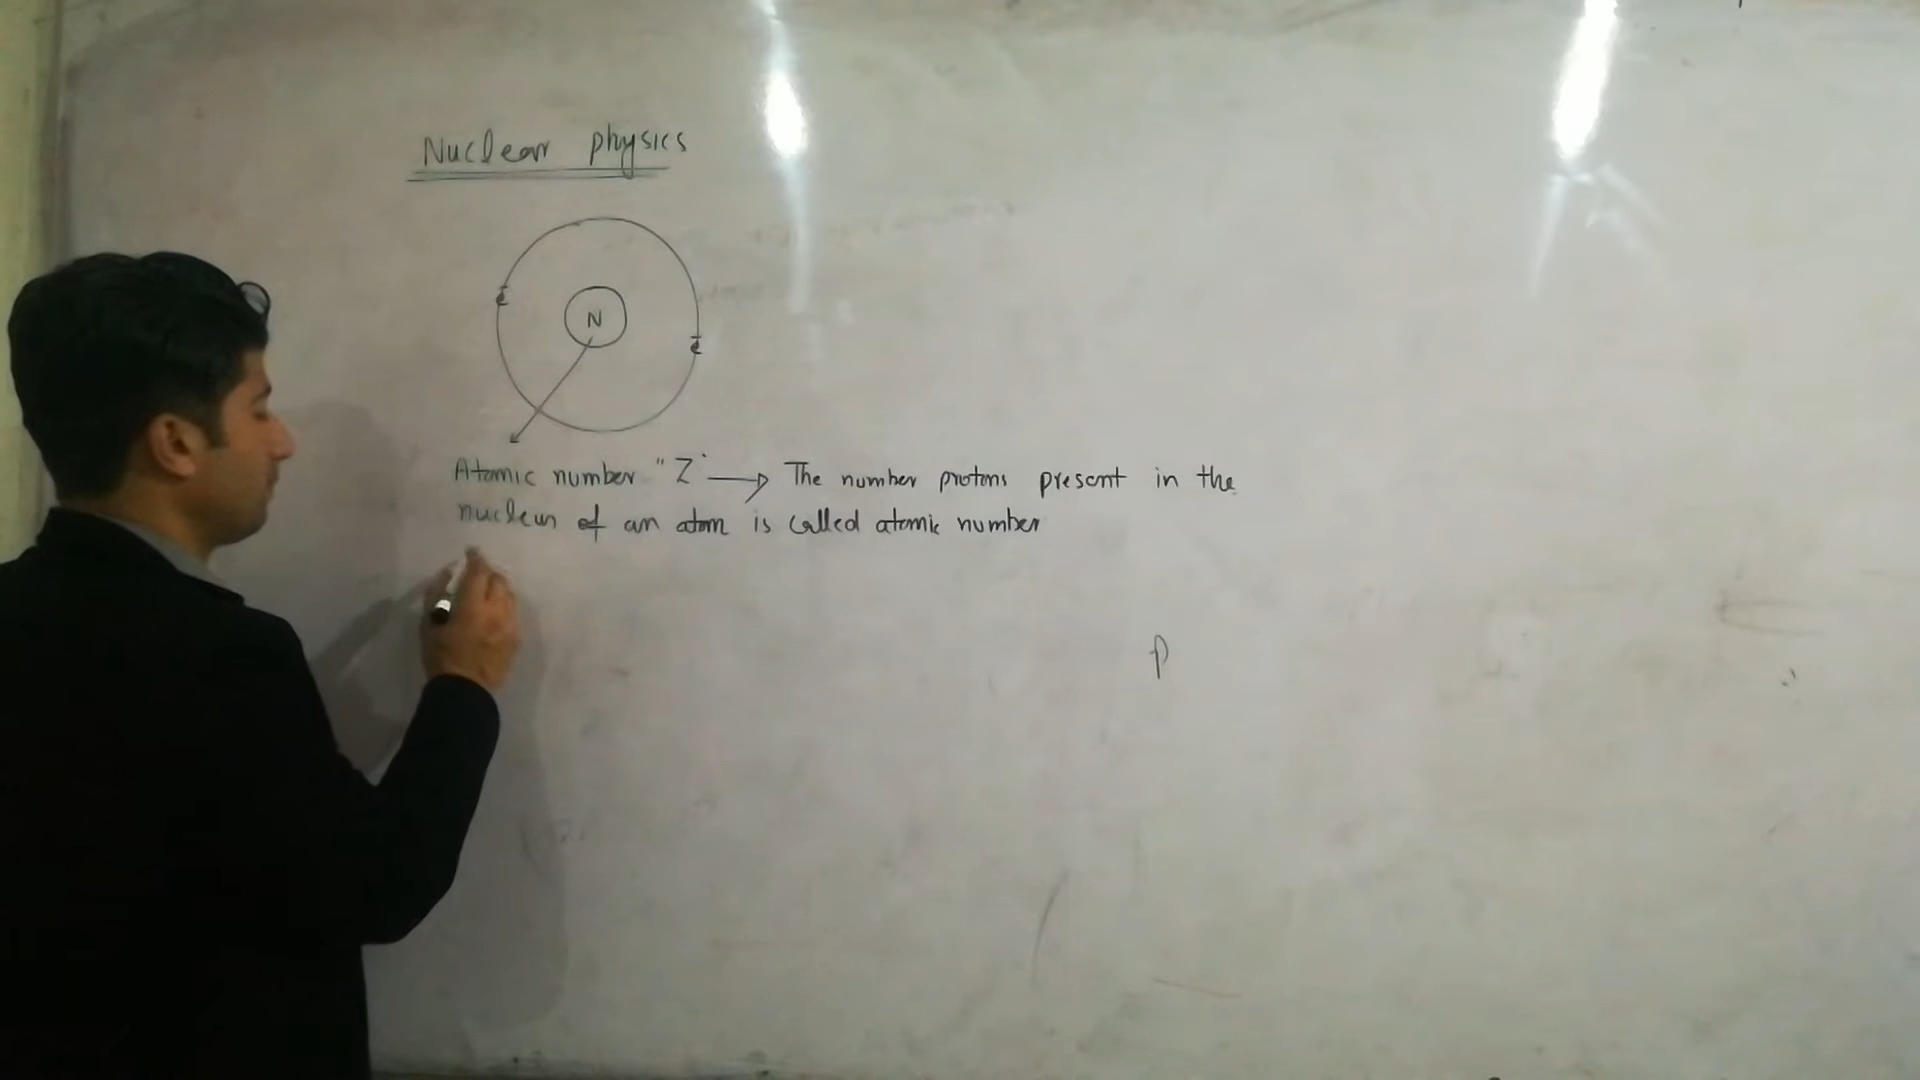 Nuclear physics
e
N
e
Atomic number "Z" → The number protons present in the
nucleus of an atom is called atomic number
p